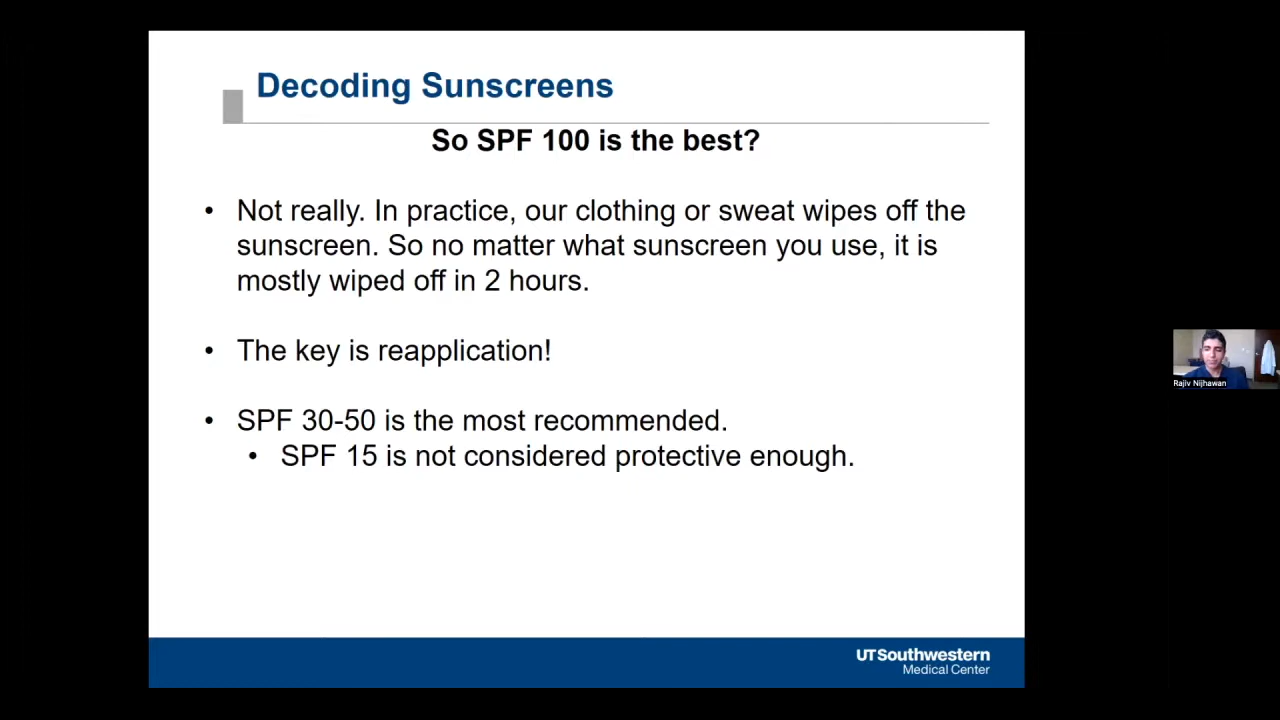 Decoding Sunscreens
So SPF 100 is the best?
• Not really. In practice, our clothing or sweat wipes off the
sunscreen. So no matter what sunscreen you use, it is
mostly wiped off in 2 hours.
• The key is reapplication!
• SPF 30-50 is the most recommended.
• SPF 15 is not considered protective enough.
Rajiv Nijhawan
UTSouthwestern
Medical Center